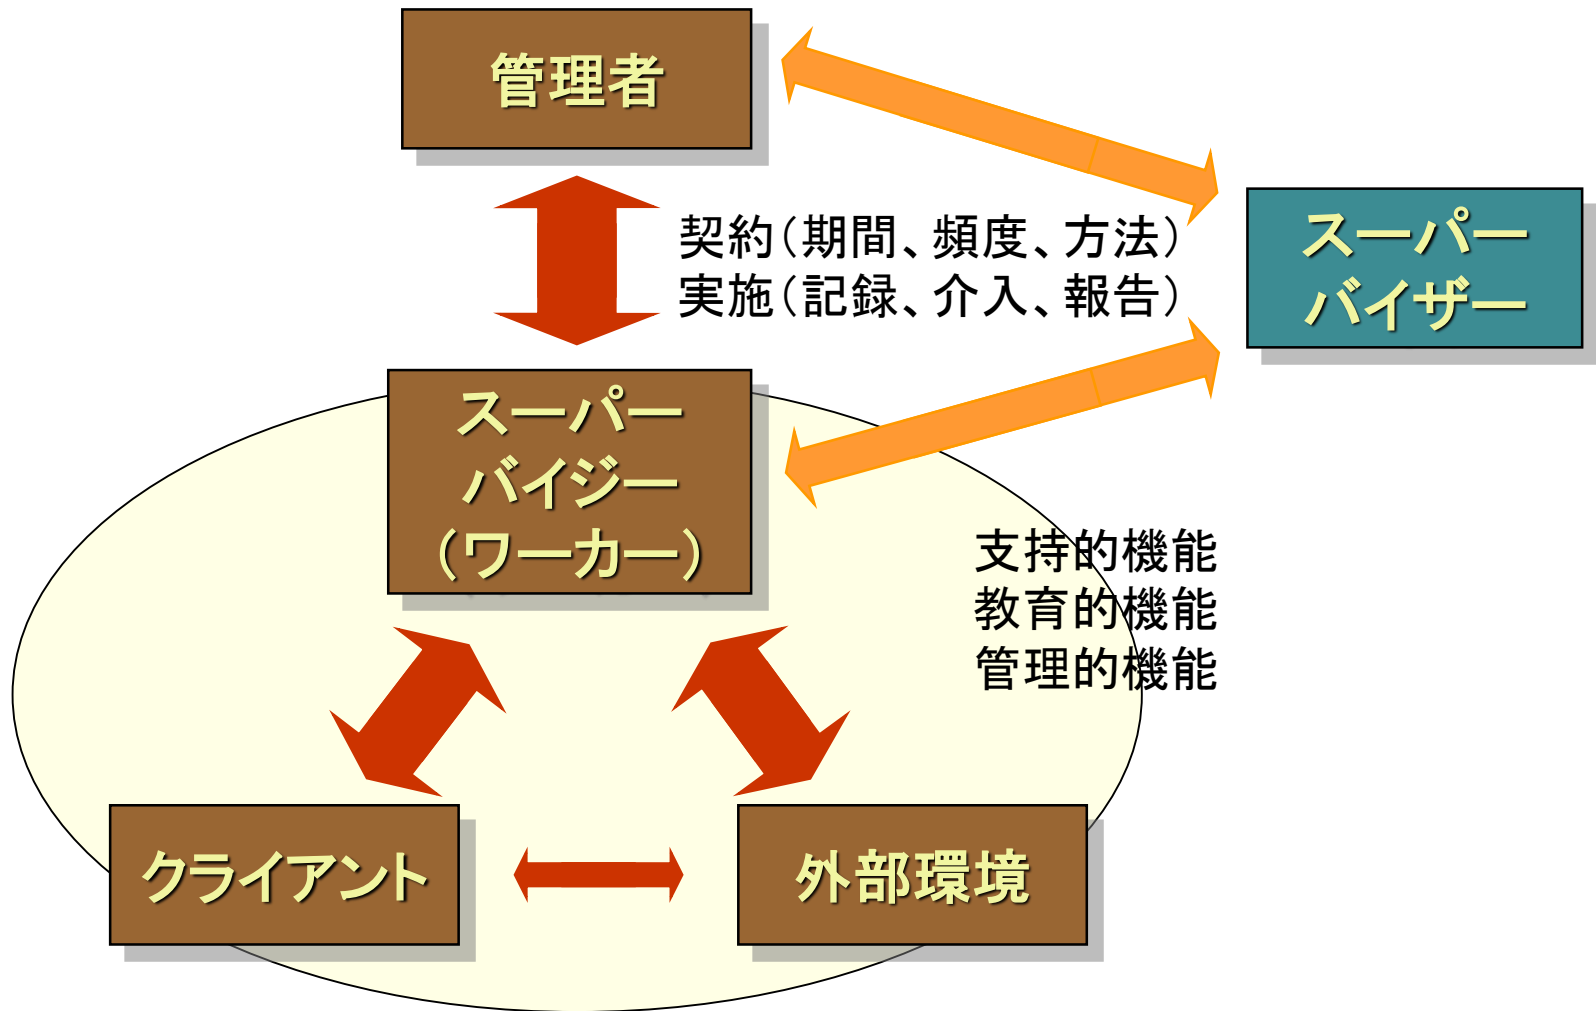 管理者
契約（期間、頻度、方法）
実施（記録、介入、報告）
スーパー
バイザー
スーパー
バイジー
（ワーカー）
支持的機能
教育的機能
管理的機能
クライアント
外部環境